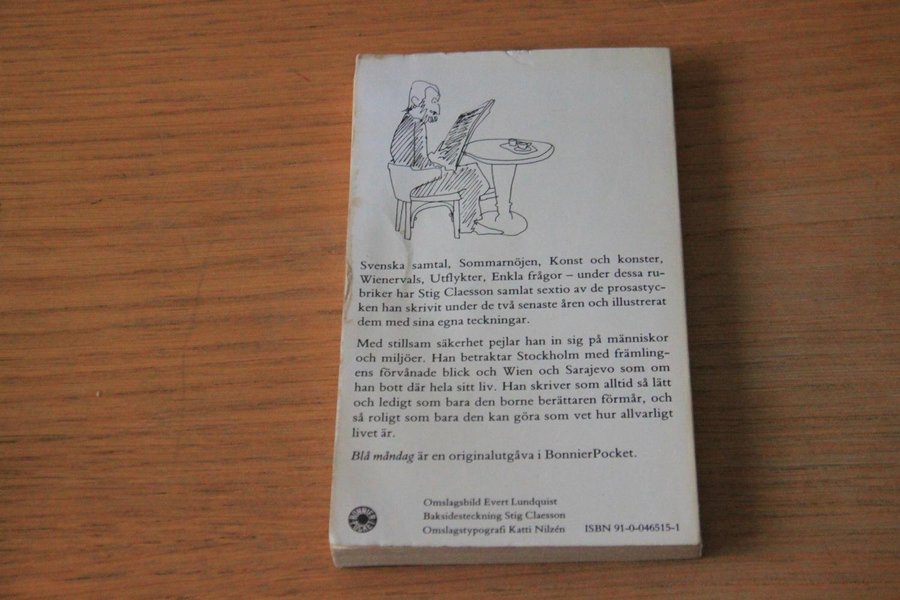 Svenska samtal, Sommarnöjen, Konst och konster,
Wienervals, Utflykter, Enkla frågor – under dessa ru-
briker har Stig Claesson samlat sextio av de prosastyc-
ken han skrivit under de två senaste åren och illustrerat
dem med sina egna teckningar.
Med stillsam säkerhet pejlar han in sig på människor
och miljöer. Han betraktar Stockholm med främling-
ens förvånade blick och Wien och Sarajevo som om
han bott där hela sitt liv. Han skriver som alltid så lätt
och ledigt som bara den borne berättaren förmår, och
så roligt som bara den kan göra som vet hur allvarligt
livet är.
Blå måndag är en originalutgåva i BonnierPocket.
Omslagsbild Evert Lundquist
Baksidesteckning Stig Claesson
Omslagstypografi Katti Nilzén
ISBN 91-0-046515-1
BONNIER
POCKET